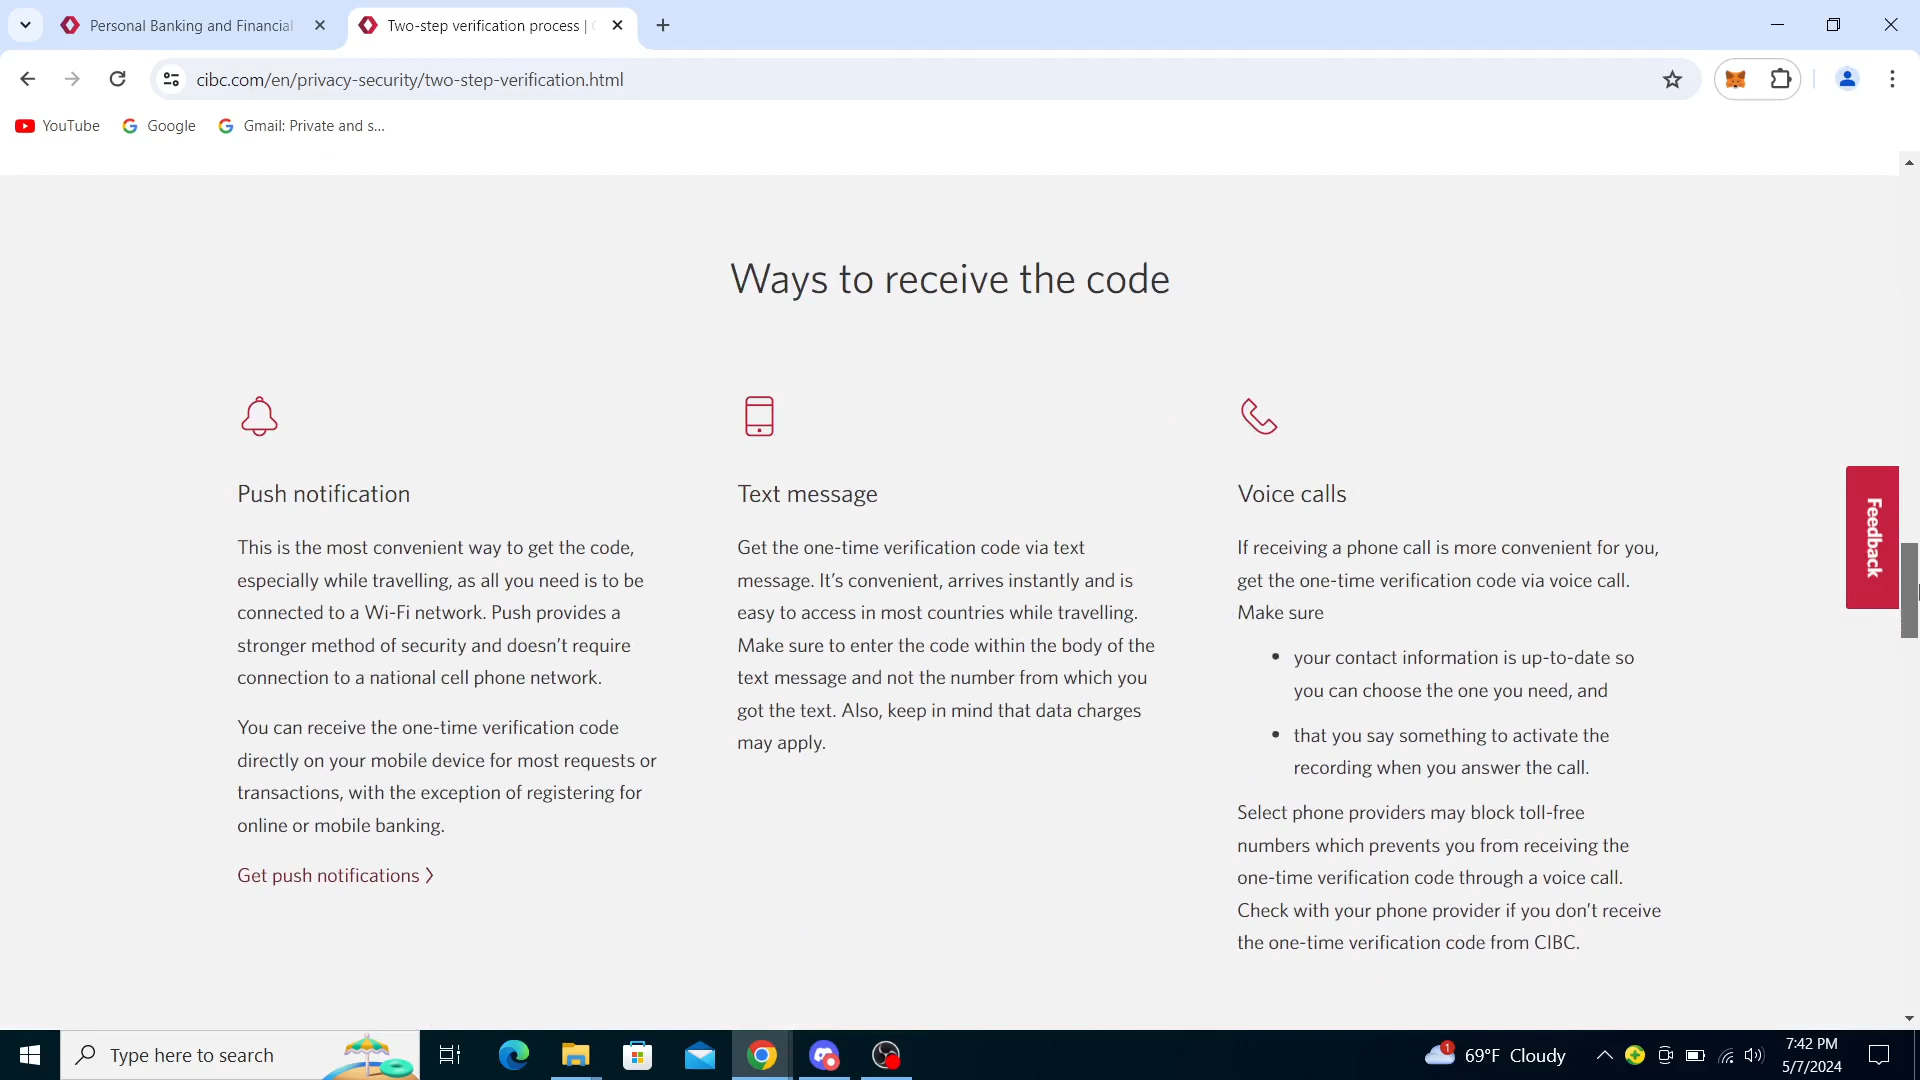 Personal Banking and Financial
Two-step verification process |
cibc.com/en/privacy-security/two-step-verification.html
YouTube
Google
Gmail: Private and s...
Ways to receive the code
Push notification
This is the most convenient way to get the code,
especially while travelling, as all you need is to be
connected to a Wi-Fi network. Push provides a
stronger method of security and doesn’t require
connection to a national cell phone network.
You can receive the one-time verification code
directly on your mobile device for most requests or
transactions, with the exception of registering for
online or mobile banking.
Get push notifications
Text message
Get the one-time verification code via text
message. It’s convenient, arrives instantly and is
easy to access in most countries while travelling.
Make sure to enter the code within the body of the
text message and not the number from which you
got the text. Also, keep in mind that data charges
may apply.
Voice calls
If receiving a phone call is more convenient for you,
get the one-time verification code via voice call.
Make sure
• your contact information is up-to-date so
you can choose the one you need, and
• that you say something to activate the
recording when you answer the call.
Select phone providers may block toll-free
numbers which prevents you from receiving the
one-time verification code through a voice call.
Check with your phone provider if you don’t receive
the one-time verification code from CIBC.
Feedback
Type here to search
1
69°F Cloudy
7:42 PM
5/7/2024